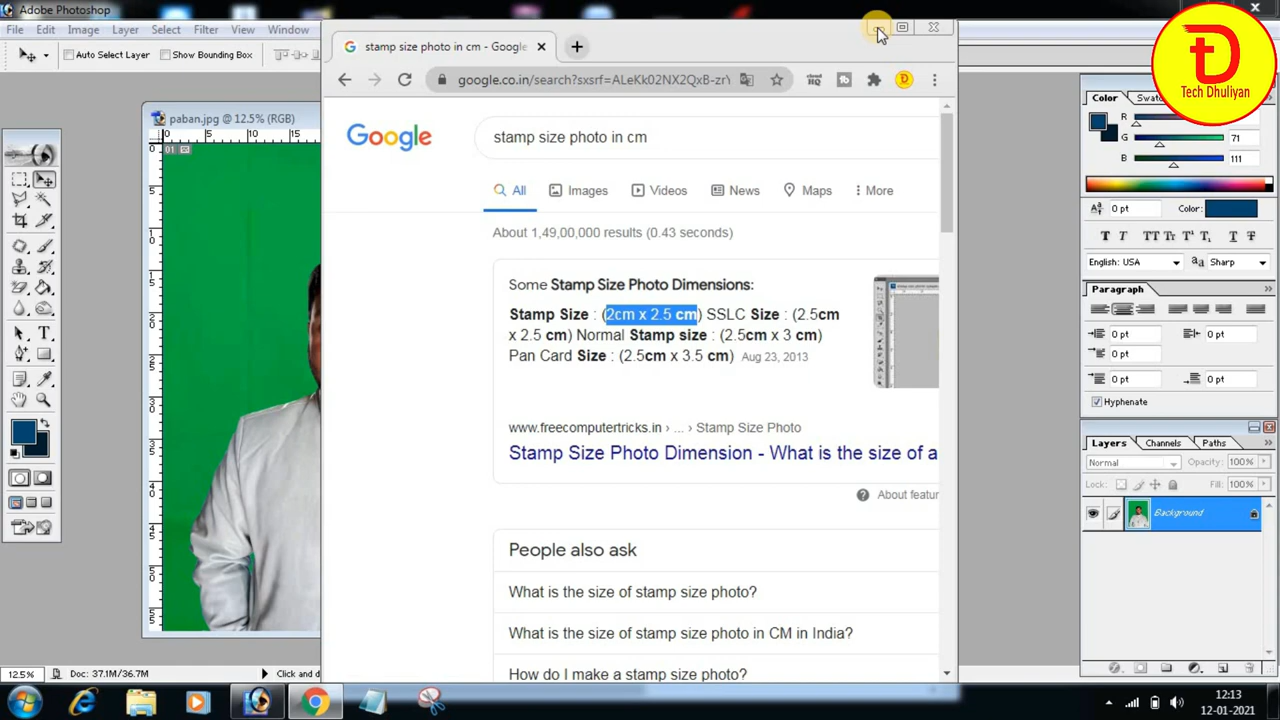 Adobe Photoshop
File Edit Image Layer Select Filter View Window
Auto Select Layer Show Bounding Box
paban.jpg @ 12.5% (RGB)
0 5 10 15
01
stamp size photo in cm - Google
google.co.in/search?sxsrf=ALeKk02NX2QxB-zr
Google
stamp size photo in cm
All Images Videos News Maps More
About 1,49,00,000 results (0.43 seconds)
Some Stamp Size Photo Dimensions:
Stamp Size : (2cm x 2.5 cm) SSLC Size : (2.5cm
x 2.5 cm) Normal Stamp size : (2.5cm x 3 cm)
Pan Card Size : (2.5cm x 3.5 cm) Aug 23, 2013
www.freecomputertricks.in › ... › Stamp Size Photo
Stamp Size Photo Dimension - What is the size of a
About featur
People also ask
What is the size of stamp size photo?
What is the size of stamp size photo in CM in India?
How do I make a stamp size photo?
Tech Dhuliyan
Color Swatc
R
G 71
B 111
0 pt Color:
T T TT Tr T¹ T₁ T T
English: USA aa Sharp
Paragraph
0 pt 0 pt
0 pt
0 pt 0 pt
Hyphenate
Layers Channels Paths
Normal Opacity: 100%
Lock: Fill: 100%
Background
12.5% Doc: 37.1M/36.7M Click and d
12:13
12-01-2021